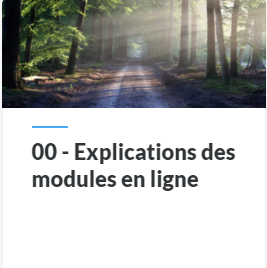 00 - Explications des
modules en ligne